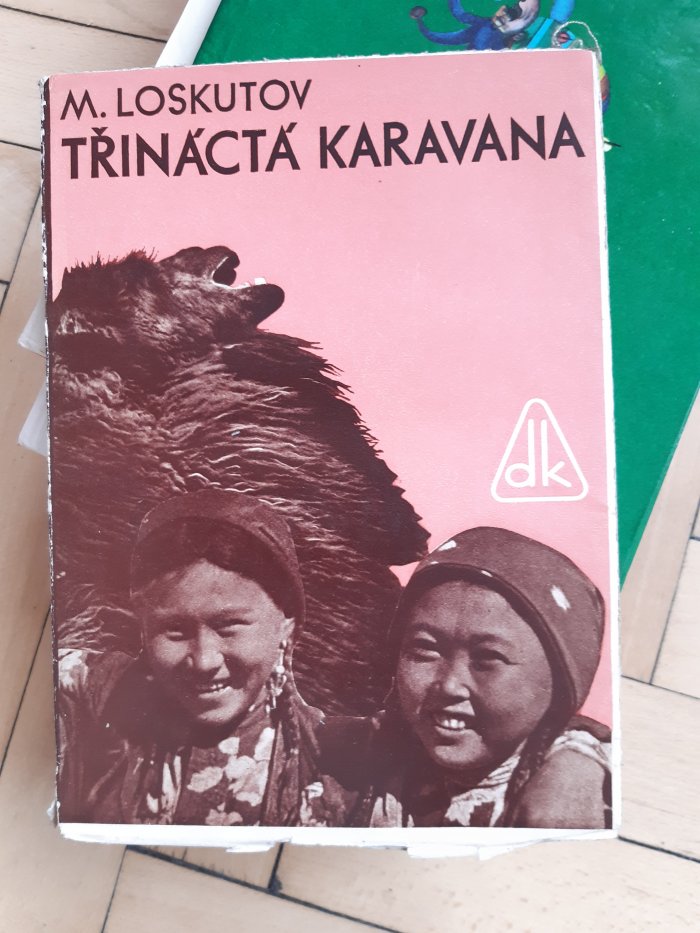 M. LOSKUTOV
TŘINÁCTÁ KARAVANA
dk